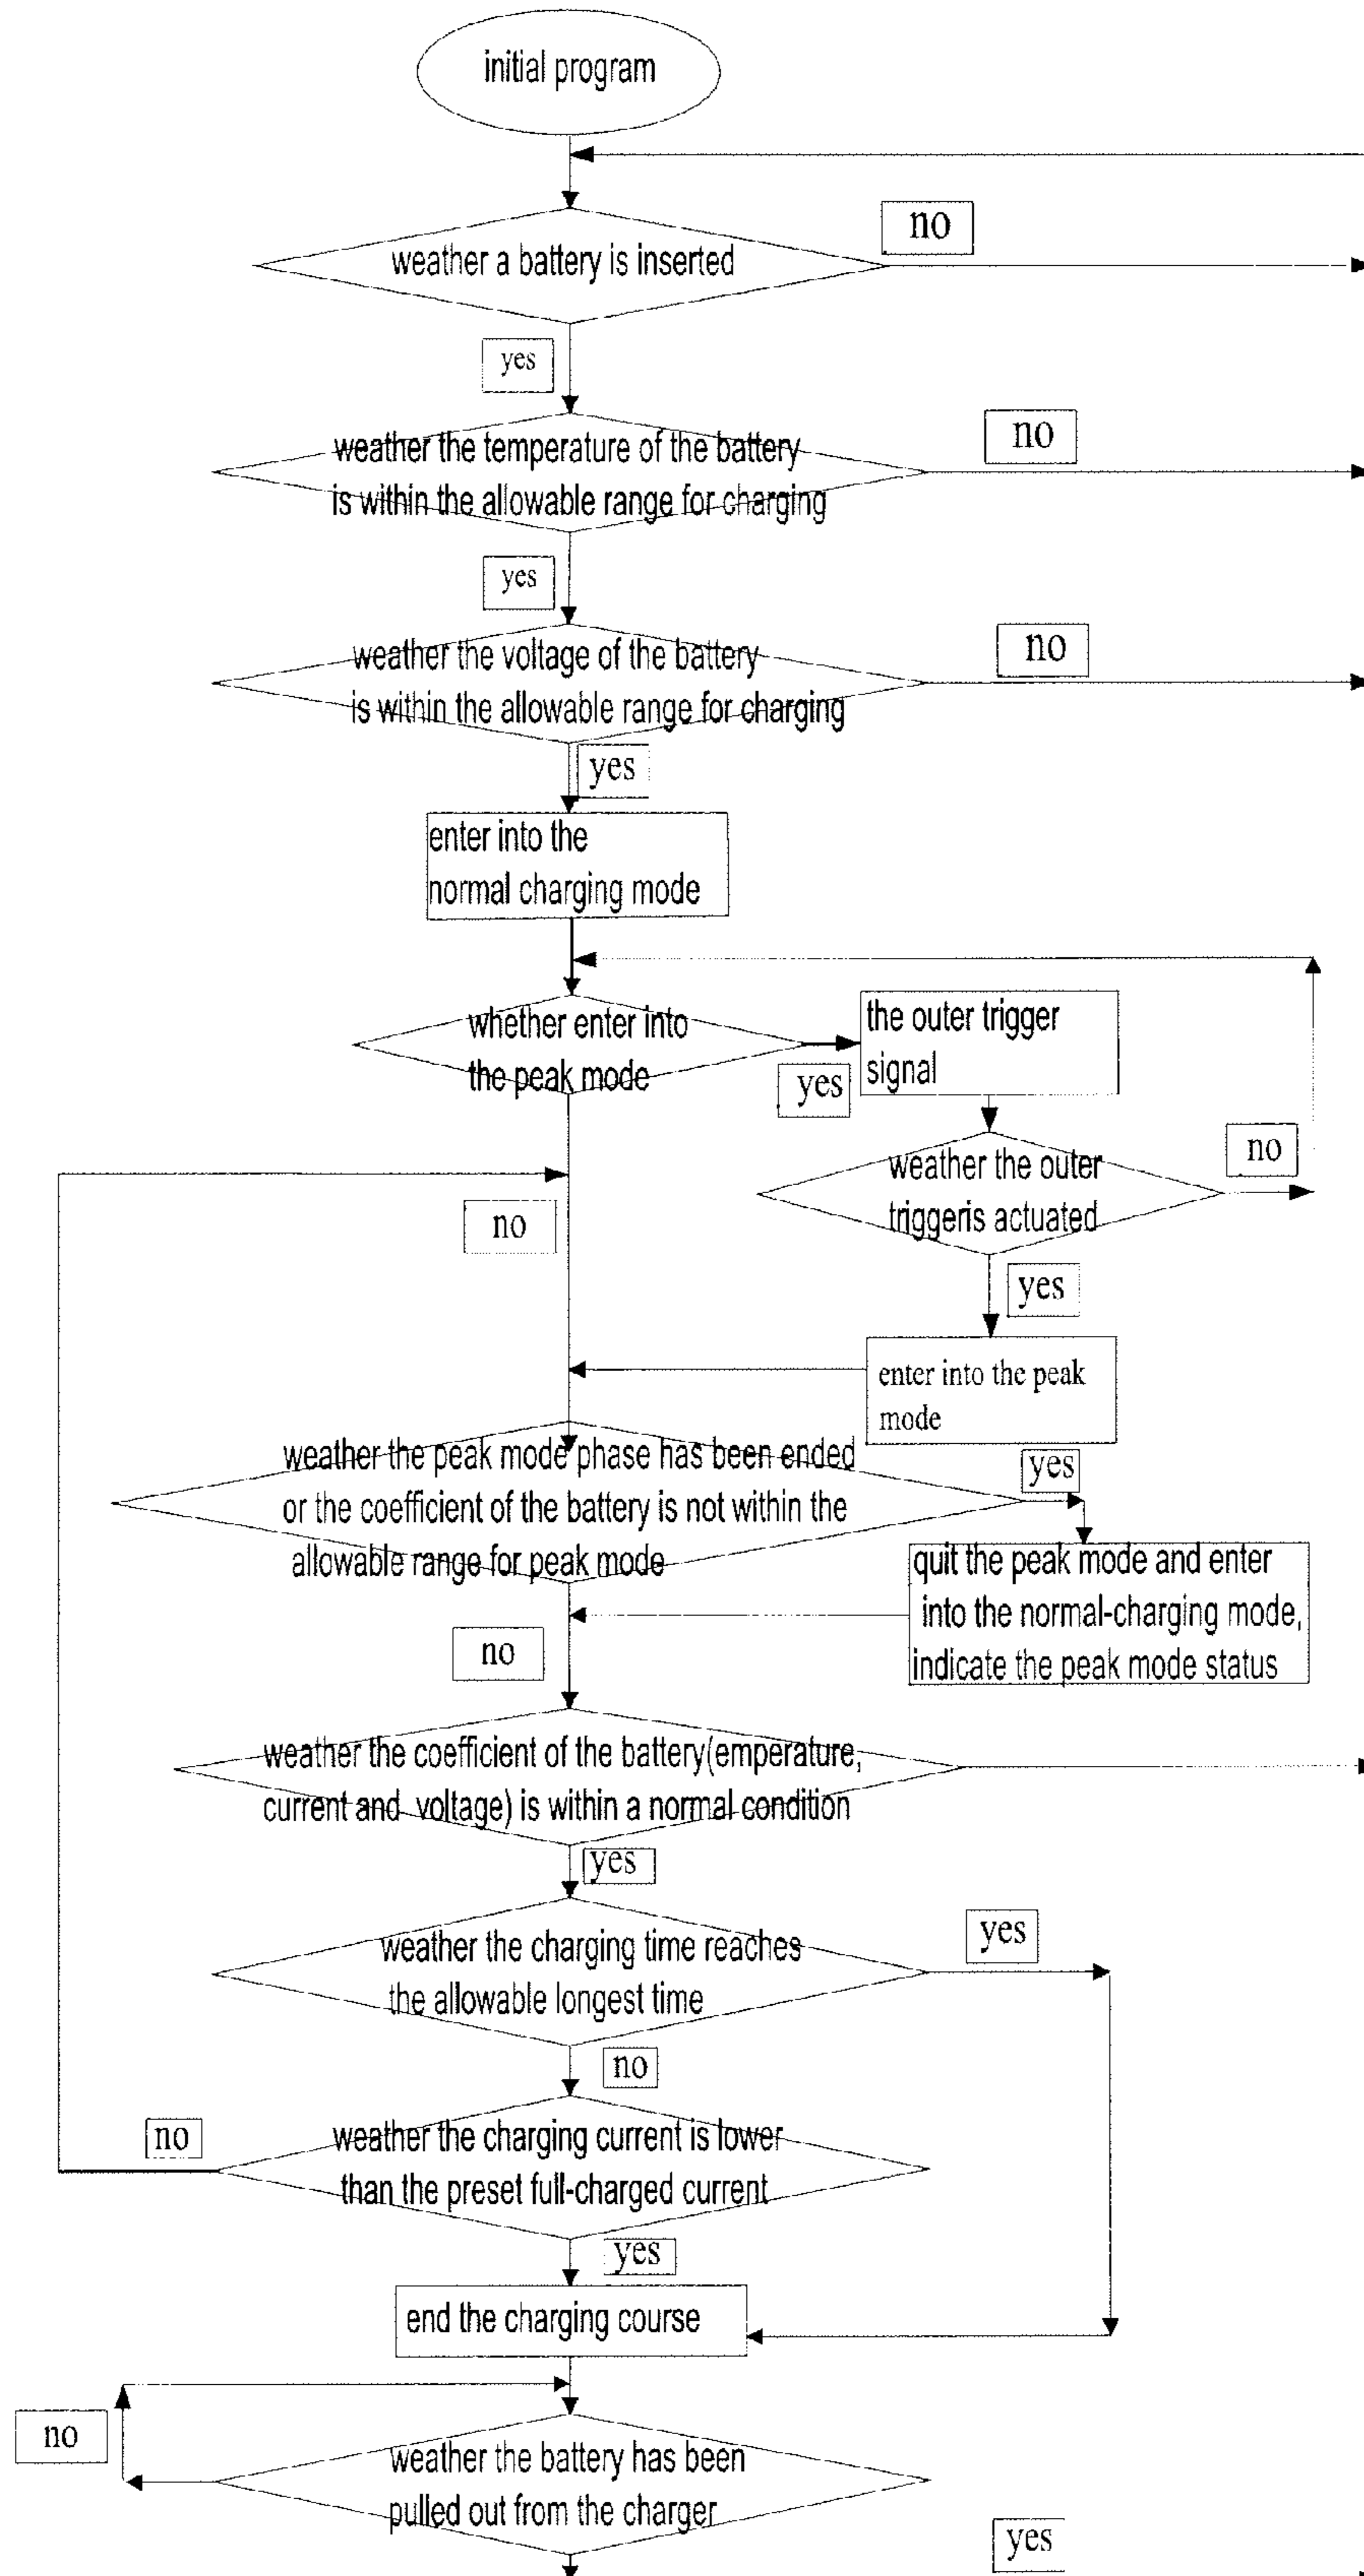 initial program
no
weather a battery is inserted
yes
no
weather the temperature of the battery
is within the allowable range for charging
yes
no
weather the voltage of the battery
is within the allowable range for charging
yes
enter into the
normal charging mode
whether enter into
the peak mode
yes
the outer trigger
signal
no
weather the outer
triggeris actuated
no
yes
enter into the peak
mode
weather the peak mode phase has been ended
or the coefficient of the battery is not within the
allowable range for peak mode
yes
quit the peak mode and enter
into the normal-charging mode,
indicate the peak mode status
no
weather the coefficient of the battery(emperature,
current and voltage) is within a normal condition
yes
weather the charging time reaches
the allowable longest time
yes
no
no
weather the charging current is lower
than the preset full-charged current
yes
end the charging course
no
weather the battery has been
pulled out from the charger
yes